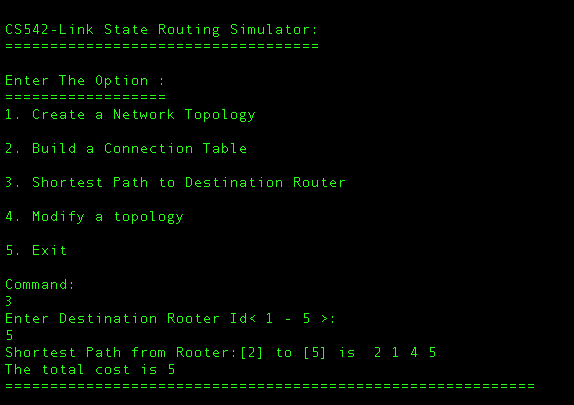 CS542-Link State Routing Simulator:
===================================
Enter The Option :
==================
1. Create a Network Topology
2. Build a Connection Table
3. Shortest Path to Destination Router
4. Modify a topology
5. Exit
Command:
3
Enter Destination Rooter Id< 1 - 5 >:
5
Shortest Path from Rooter:[2] to [5] is  2 1 4 5
The total cost is 5
===========================================================